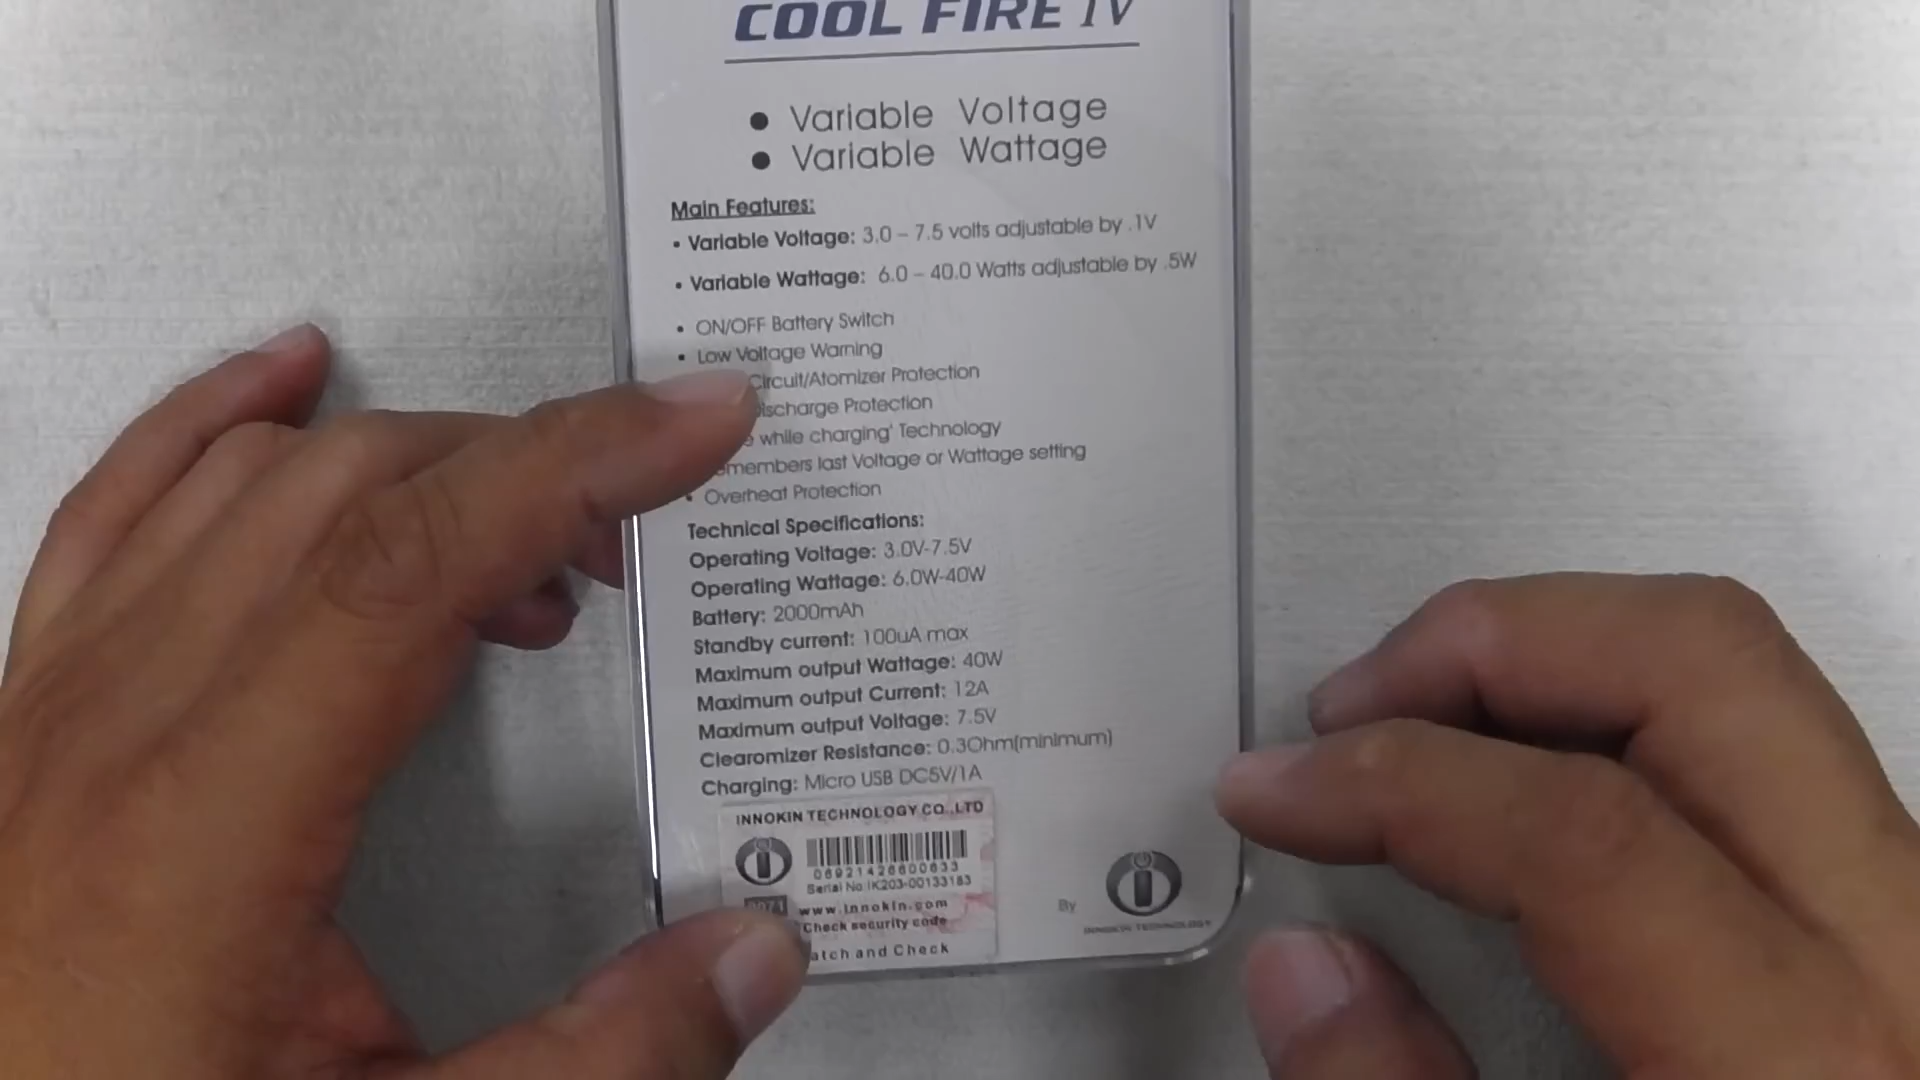 COOL FIRE IV
● Variable Voltage
● Variable Wattage
Main Features:
• Variable Voltage: 3.0 – 7.5 volts adjustable by .1V
• Variable Wattage: 6.0 – 40.0 Watts adjustable by .5W
• ON/OFF Battery Switch
• Low Voltage Warning
Circuit/Atomizer Protection
ischarge Protection
e while charging' Technology
emembers last Voltage or Wattage setting
• Overheat Protection
Technical Specifications:
Operating Voltage: 3.0V-7.5V
Operating Wattage: 6.0W-40W
Battery: 2000mAh
Standby current: 100uA max
Maximum output Wattage: 40W
Maximum output Current: 12A
Maximum output Voltage: 7.5V
Clearomizer Resistance: 0.3Ohm(minimum)
Charging: Micro USB DC5V/1A
INNOKIN TECHNOLOGY CO.,LTD
06921426600633
Serial No:IK203-00133183
www.innokin.com
Check security code
atch and Check
By
INNOKIN TECHNOLOGY